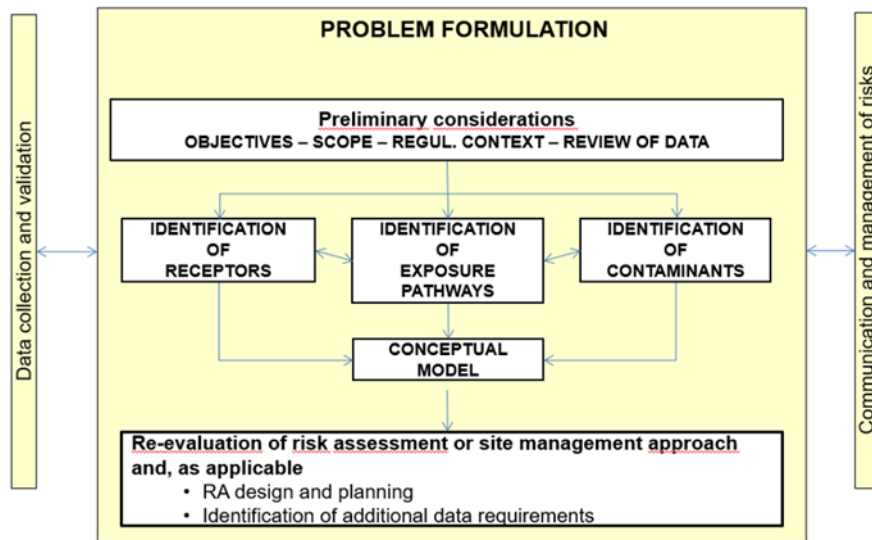 PROBLEM FORMULATION
Data collection and validation
Preliminary considerations
OBJECTIVES – SCOPE – REGUL. CONTEXT – REVIEW OF DATA
IDENTIFICATION
OF
RECEPTORS
IDENTIFICATION
OF
EXPOSURE
PATHWAYS
IDENTIFICATION
OF
CONTAMINANTS
CONCEPTUAL
MODEL
Re-evaluation of risk assessment or site management approach
and, as applicable
• RA design and planning
• Identification of additional data requirements
Communication and management of risks